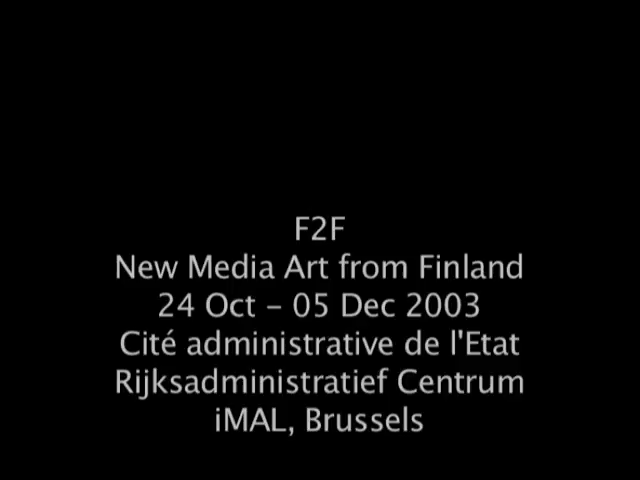 F2F
New Media Art from Finland
24 Oct - 05 Dec 2003
Cité administrative de l'Etat
Rijksadministratief Centrum
iMAL, Brussels